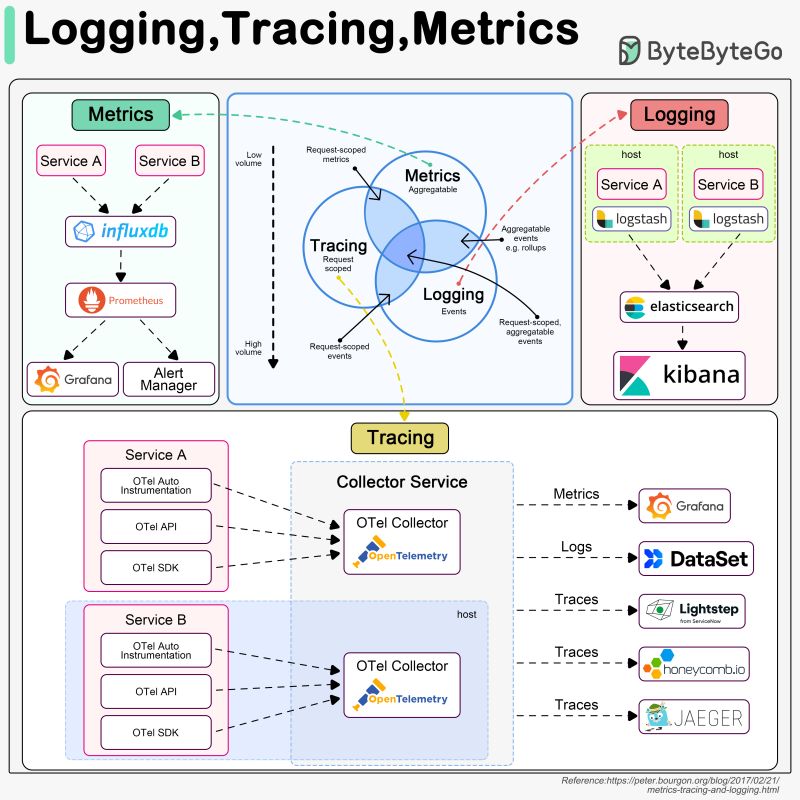 Logging,Tracing,Metrics
ByteByteGo
Metrics
Service A
Service B
influxdb
Prometheus
Grafana
Alert
Manager
Low
volume
High
volume
Request-scoped
metrics
Metrics
Aggregatable
Tracing
Request
scoped
Logging
Events
Aggregatable
events
e.g. rollups
Request-scoped
events
Request-scoped,
aggregatable
events
Logging
host
Service A
logstash
host
Service B
logstash
elasticsearch
kibana
Tracing
Service A
OTel Auto
Instrumentation
OTel API
OTel SDK
Service B
OTel Auto
Instrumentation
OTel API
OTel SDK
host
Collector Service
OTel Collector
OpenTelemetry
OTel Collector
OpenTelemetry
Metrics
Grafana
Logs
DataSet
Traces
Lightstep
from ServiceNow
Traces
honeycomb.io
Traces
JAEGER
Reference:https://peter.bourgon.org/blog/2017/02/21/
metrics-tracing-and-logging.html